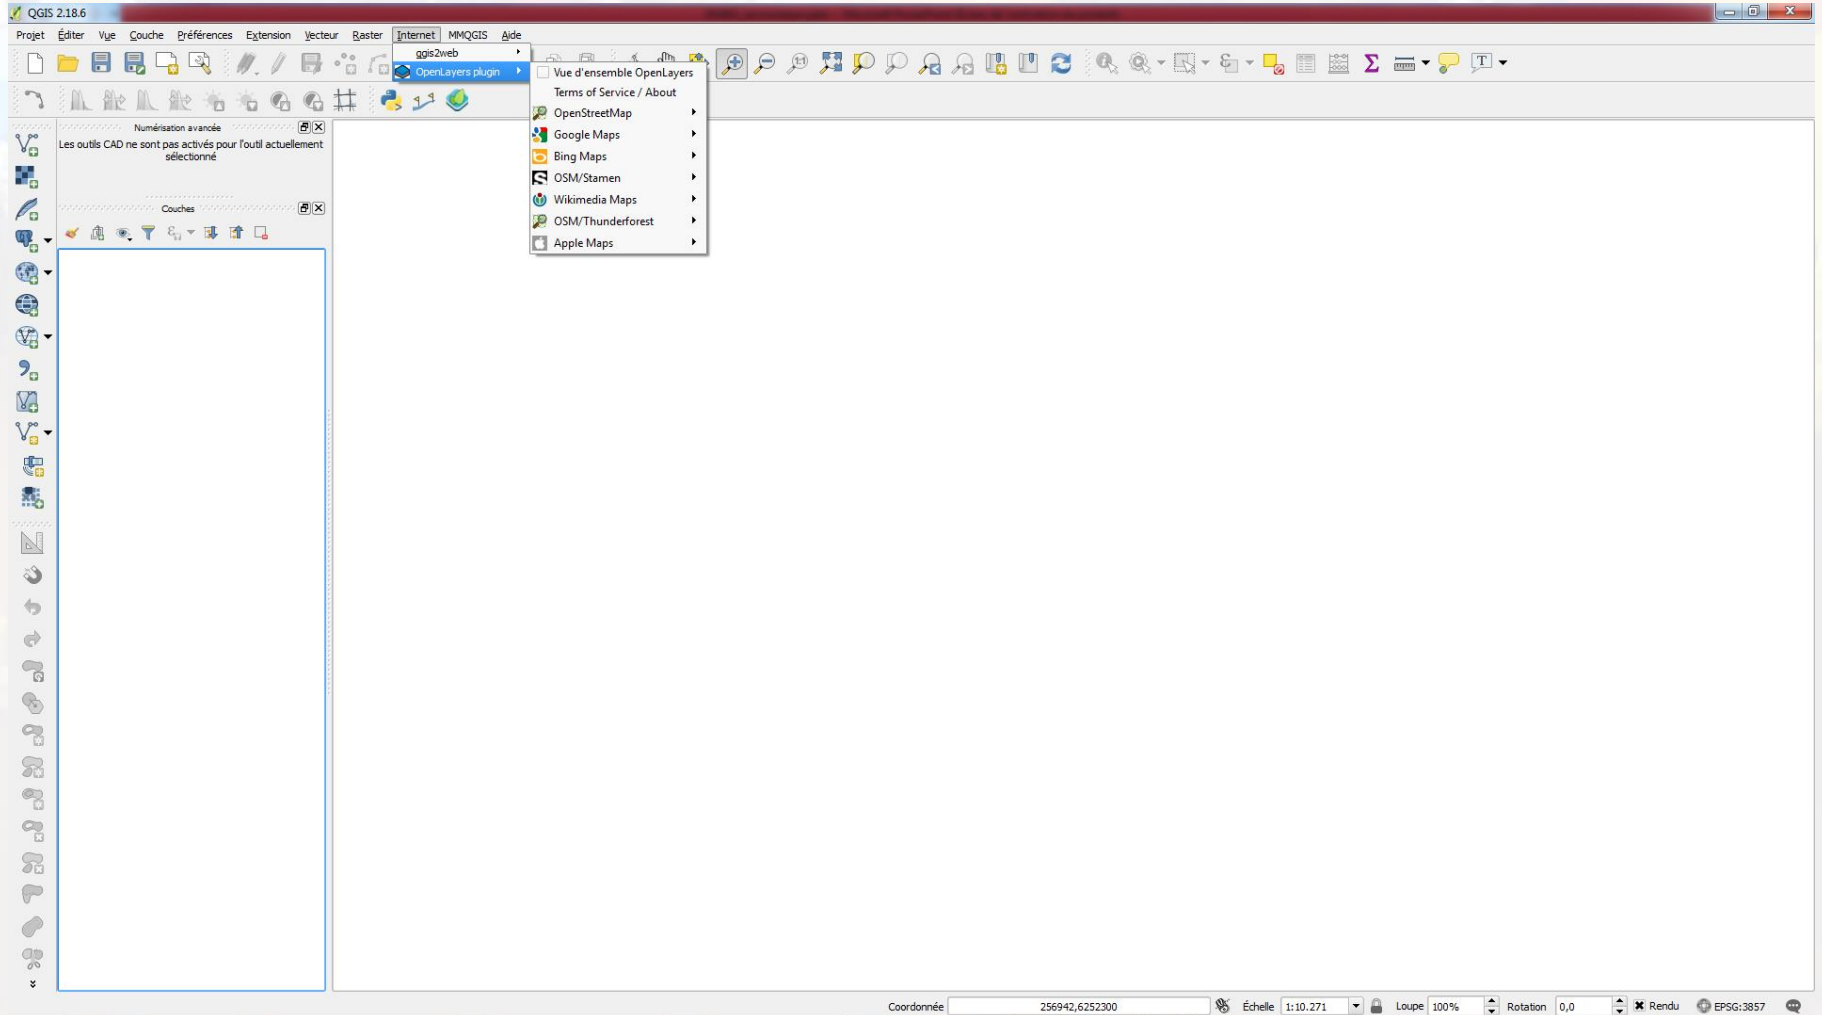 QGIS 2.18.6
Projet Éditer Vue Couche Préférences Extension Vecteur Raster Internet MMQGIS Aide
qgis2web
OpenLayers plugin
Vue d'ensemble OpenLayers
Terms of Service / About
OpenStreetMap
Google Maps
Bing Maps
OSM/Stamen
Wikimedia Maps
OSM/Thunderforest
Apple Maps
Numérisation avancée
Les outils CAD ne sont pas activés pour l'outil actuellement
sélectionné
Couches
Coordonnée 256942,6252300 Échelle 1:10.271 Loupe 100% Rotation 0,0 Rendu EPSG:3857